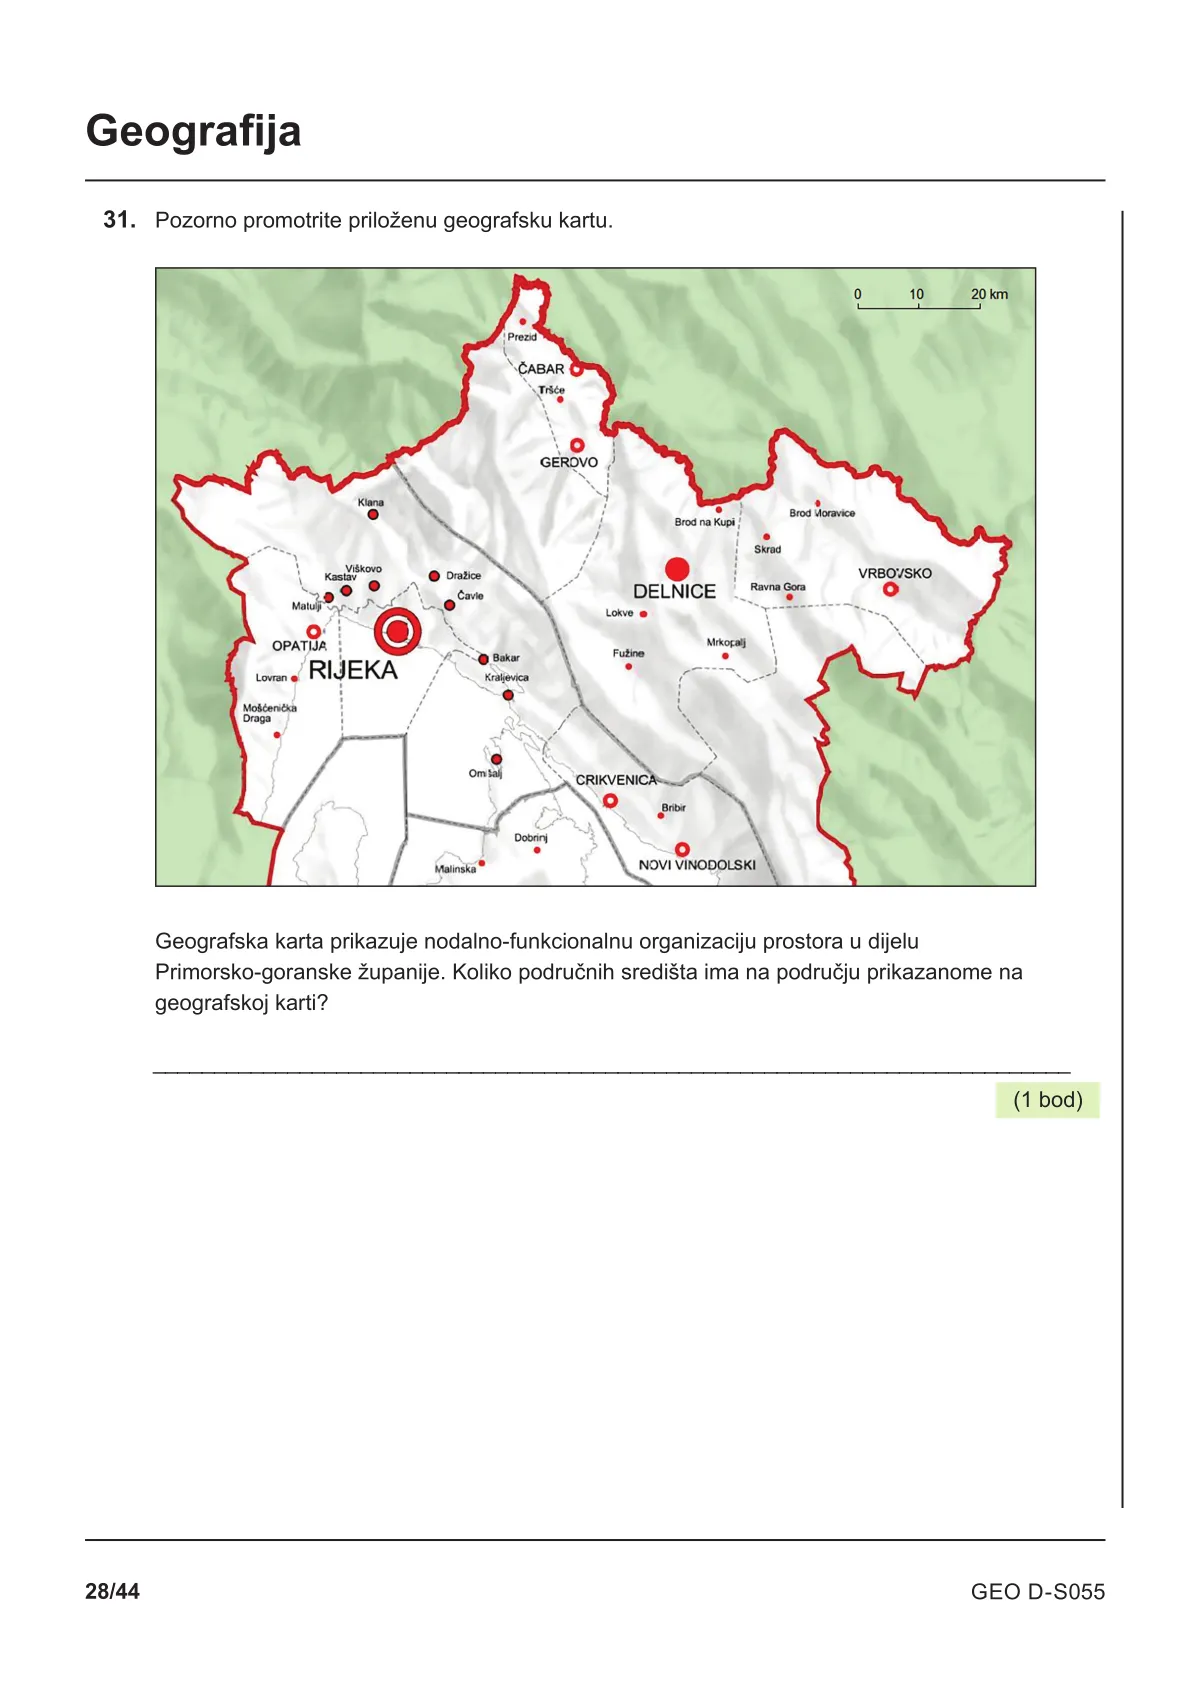 Geografija
31. Pozorno promotrite priloženu geografsku kartu.
0 10 20 km
Prezid
ČABAR
Tršće
GEROVO
Klana
Brod na Kupi
Brod Moravice
Skrad
Viškovo
Kastav
Dražice
DELNICE
VRBOVSKO
Ravna Gora
Matulji
Čavle
Lokve
OPATIJA
RIJEKA
Bakar
Fužine
Mrkopalj
Lovran
Kraljevica
Mošćenička
Draga
Omišalj
CRIKVENICA
Bribir
Dobrinj
Malinska
NOVI VINODOLSKI
Geografska karta prikazuje nodalno-funkcionalnu organizaciju prostora u dijelu
Primorsko-goranske županije. Koliko područnih središta ima na području prikazanome na
geografskoj karti?
(1 bod)
28/44
GEO D-S055